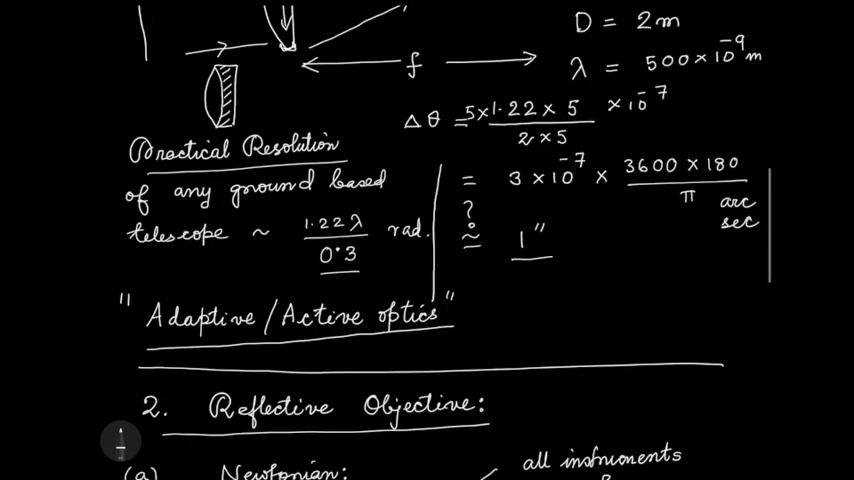 D = 2m
f
λ = 500 × 10⁻⁹ m
Δθ = 5×1.22 × 5 / 2 × 5 × 10⁻⁷
Practical Resolution
of any ground based
telescope ~ 1.22λ / 0.3 rad.
= 3 × 10⁻⁷ × 3600 × 180 / π arc sec
?
≅ 1"
"Adaptive/Active optics"
2. Reflective Objective:
(a) Newtonian:
all instruments